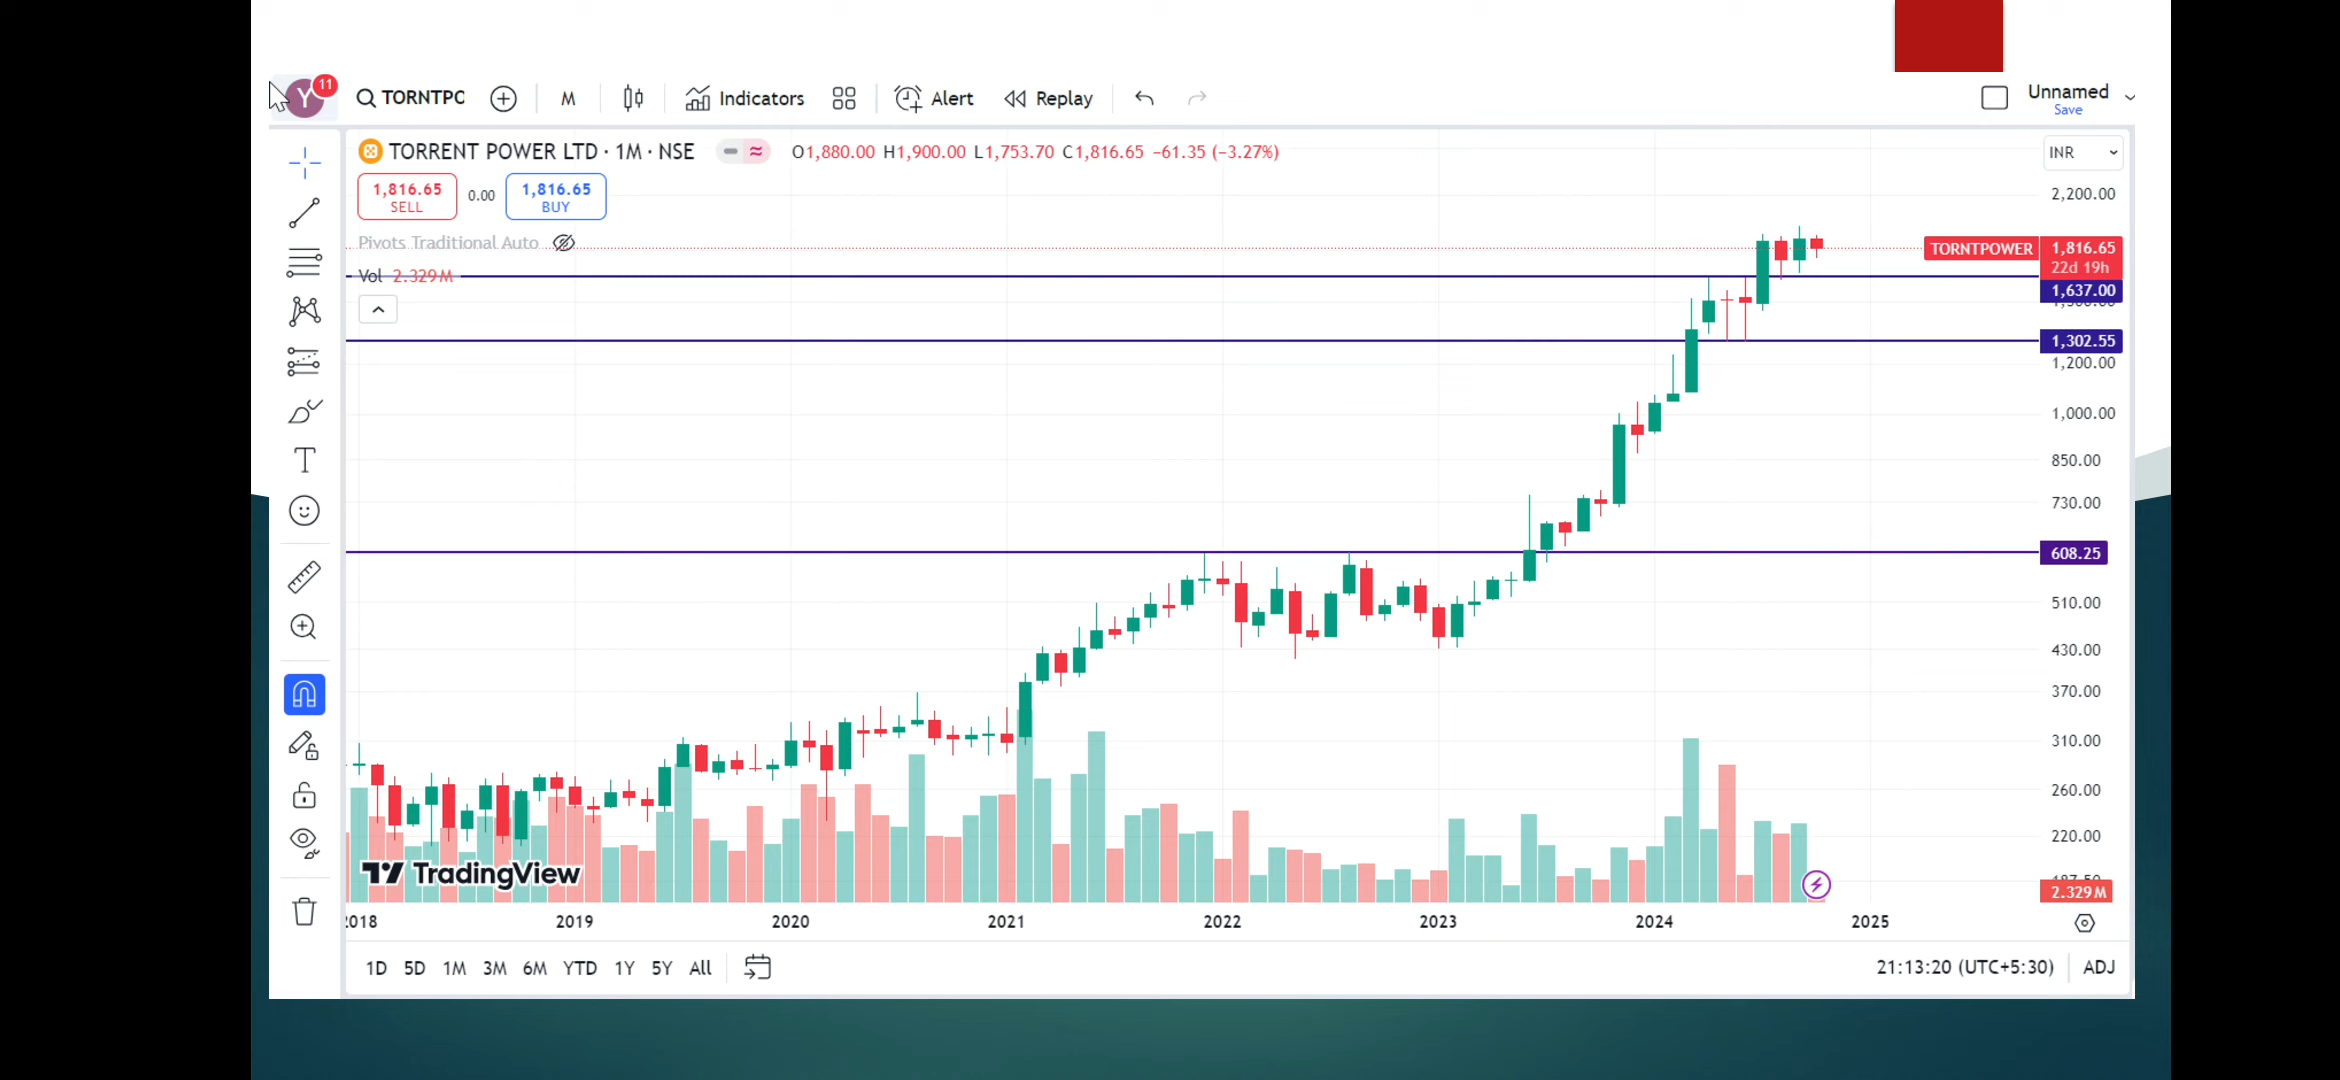 Y 11 TORNTPO M Indicators Alert Replay Unnamed
Save
TORRENT POWER LTD · 1M · NSE O1,880.00 H1,900.00 L1,753.70 C1,816.65 −61.35 (−3.27%) INR
1,816.65 SELL 0.00 1,816.65 BUY
2,200.00
Pivots Traditional Auto
TORNTPOWER 1,816.65
22d 19h
Vol 2.329M
1,637.00
1,302.55
1,200.00
1,000.00
850.00
730.00
608.25
510.00
430.00
370.00
310.00
260.00
220.00
TradingView
2.329M
2018 2019 2020 2021 2022 2023 2024 2025
1D 5D 1M 3M 6M YTD 1Y 5Y All 21:13:20 (UTC+5:30) ADJ